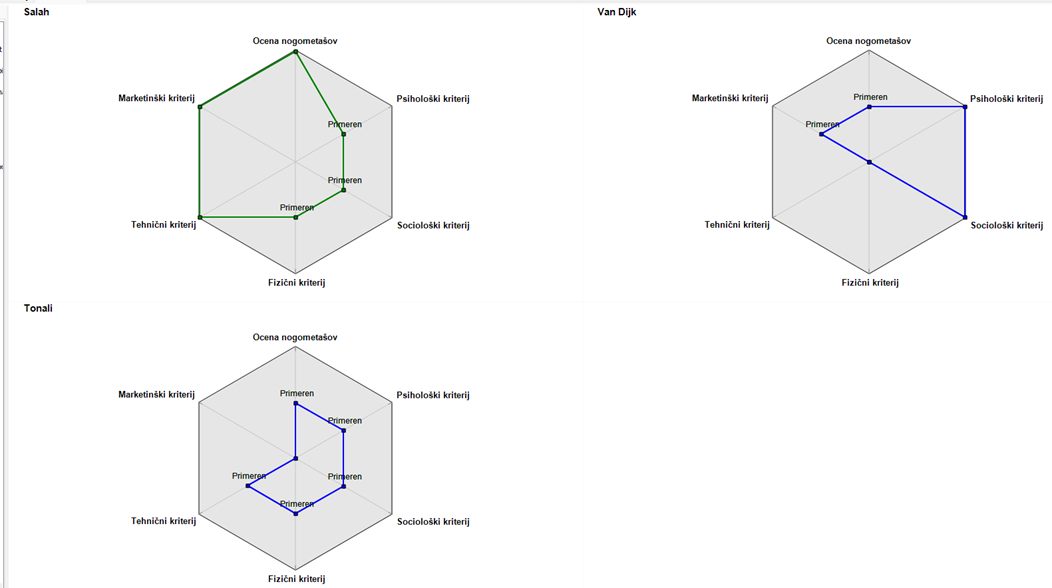 Salah
Ocena nogometašov
Marketinški kriterij
Psihološki kriterij
Primeren
Primeren
Primeren
Tehnični kriterij
Sociološki kriterij
Fizični kriterij
Van Dijk
Ocena nogometašov
Marketinški kriterij
Primeren
Psihološki kriterij
Primeren
Tehnični kriterij
Sociološki kriterij
Fizični kriterij
Tonali
Ocena nogometašov
Marketinški kriterij
Primeren
Psihološki kriterij
Primeren
Primeren
Primeren
Primeren
Tehnični kriterij
Sociološki kriterij
Fizični kriterij